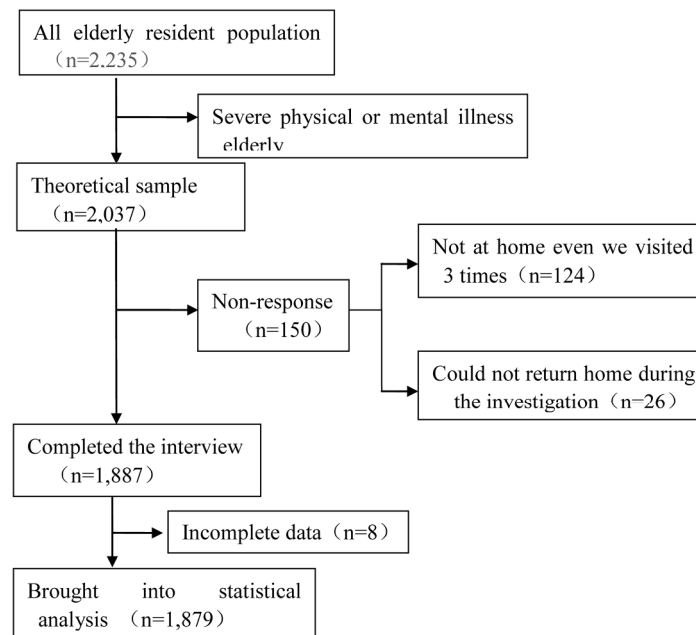 All elderly resident population
（n=2,235）
Severe physical or mental illness
elderly
Theoretical sample
（n=2,037）
Not at home even we visited
3 times（n=124）
Non-response
（n=150）
Could not return home during
the investigation（n=26）
Completed the interview
（n=1,887）
Incomplete data（n=8）
Brought into statistical
analysis （n=1,879）